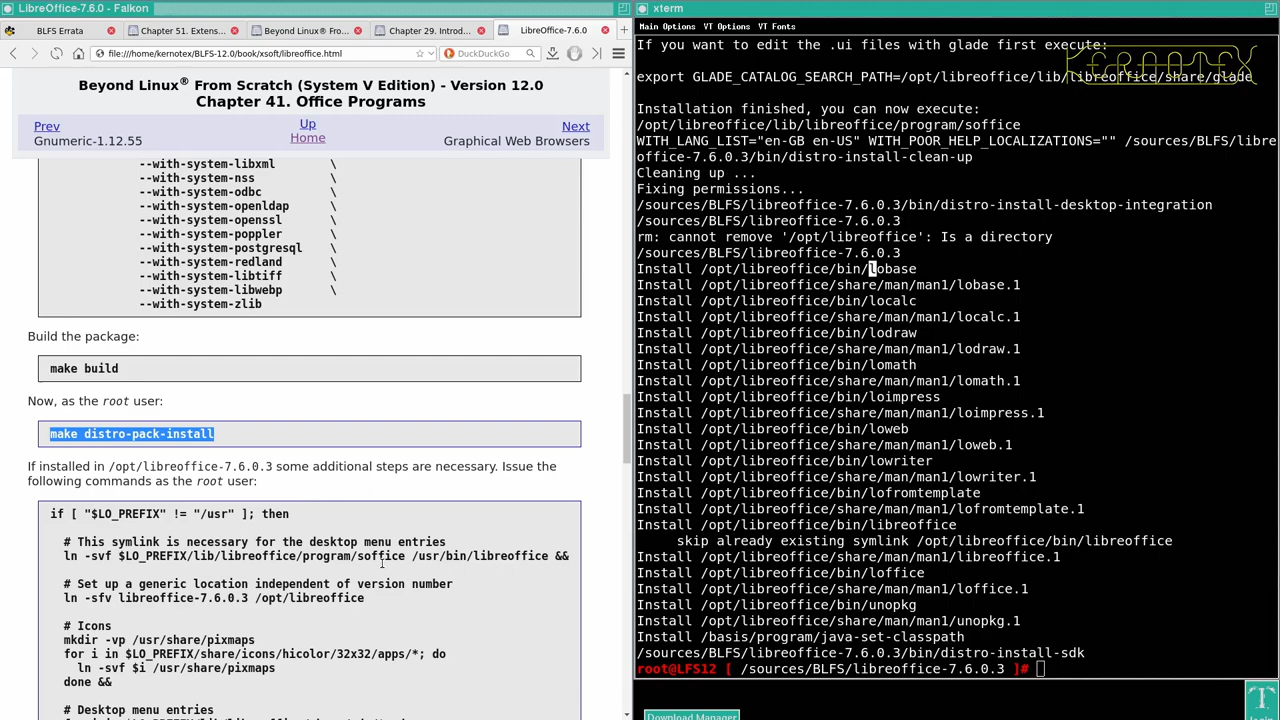 LibreOffice-7.6.0 - Falkon
BLFS Errata
Chapter 51. Extens...
Beyond Linux® Fro...
Chapter 29. Introd...
LibreOffice-7.6.0
file:///home/kernotex/BLFS-12.0/book/xsoft/libreoffice.html
DuckDuckGo
Beyond Linux® From Scratch (System V Edition) - Version 12.0
Chapter 41. Office Programs
Prev
Up
Next
Gnumeric-1.12.55
Home
Graphical Web Browsers
--with-system-libxml \
--with-system-nss \
--with-system-odbc \
--with-system-openldap \
--with-system-openssl \
--with-system-poppler \
--with-system-postgresql \
--with-system-redland \
--with-system-libtiff \
--with-system-libwebp \
--with-system-zlib
Build the package:
make build
Now, as the root user:
make distro-pack-install
If installed in /opt/libreoffice-7.6.0.3 some additional steps are necessary. Issue the
following commands as the root user:
if [ "$LO_PREFIX" != "/usr" ]; then
# This symlink is necessary for the desktop menu entries
ln -svf $LO_PREFIX/lib/libreoffice/program/soffice /usr/bin/libreoffice &&
# Set up a generic location independent of version number
ln -sfv libreoffice-7.6.0.3 /opt/libreoffice
# Icons
mkdir -vp /usr/share/pixmaps
for i in $LO_PREFIX/share/icons/hicolor/32x32/apps/*; do
ln -svf $i /usr/share/pixmaps
done &&
# Desktop menu entries
xterm
Main Options VT Options VT Fonts
If you want to edit the .ui files with glade first execute:
KERNOTEX
export GLADE_CATALOG_SEARCH_PATH=/opt/libreoffice/lib/libreoffice/share/glade
Installation finished, you can now execute:
/opt/libreoffice/lib/libreoffice/program/soffice
WITH_LANG_LIST="en-GB en-US" WITH_POOR_HELP_LOCALIZATIONS="" /sources/BLFS/libre
office-7.6.0.3/bin/distro-install-clean-up
Cleaning up ...
Fixing permissions...
/sources/BLFS/libreoffice-7.6.0.3/bin/distro-install-desktop-integration
/sources/BLFS/libreoffice-7.6.0.3
rm: cannot remove '/opt/libreoffice': Is a directory
/sources/BLFS/libreoffice-7.6.0.3
Install /opt/libreoffice/bin/lobase
Install /opt/libreoffice/share/man/man1/lobase.1
Install /opt/libreoffice/bin/localc
Install /opt/libreoffice/share/man/man1/localc.1
Install /opt/libreoffice/bin/lodraw
Install /opt/libreoffice/share/man/man1/lodraw.1
Install /opt/libreoffice/bin/lomath
Install /opt/libreoffice/share/man/man1/lomath.1
Install /opt/libreoffice/bin/loimpress
Install /opt/libreoffice/share/man/man1/loimpress.1
Install /opt/libreoffice/bin/loweb
Install /opt/libreoffice/share/man/man1/loweb.1
Install /opt/libreoffice/bin/lowriter
Install /opt/libreoffice/share/man/man1/lowriter.1
Install /opt/libreoffice/bin/lofromtemplate
Install /opt/libreoffice/share/man/man1/lofromtemplate.1
Install /opt/libreoffice/bin/libreoffice
skip already existing symlink /opt/libreoffice/bin/libreoffice
Install /opt/libreoffice/share/man/man1/libreoffice.1
Install /opt/libreoffice/bin/loffice
Install /opt/libreoffice/share/man/man1/loffice.1
Install /opt/libreoffice/bin/unopkg
Install /opt/libreoffice/share/man/man1/unopkg.1
Install /basis/program/java-set-classpath
/sources/BLFS/libreoffice-7.6.0.3/bin/distro-install-sdk
root@LFS12 [ /sources/BLFS/libreoffice-7.6.0.3 ]#
Download Manager